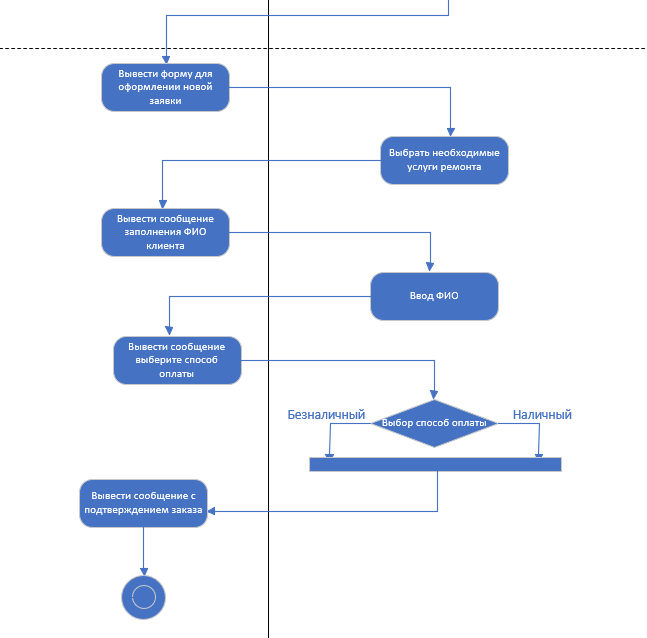 Вывести форму для
оформлении новой
заявки
Выбрать необходимые
услуги ремонта
Вывести сообщение
заполнения ФИО
клиента
Ввод ФИО
Вывести сообщение
выберите способ
оплаты
Безналичный
Выбор способ оплаты
Наличный
Вывести сообщение с
подтверждением заказа